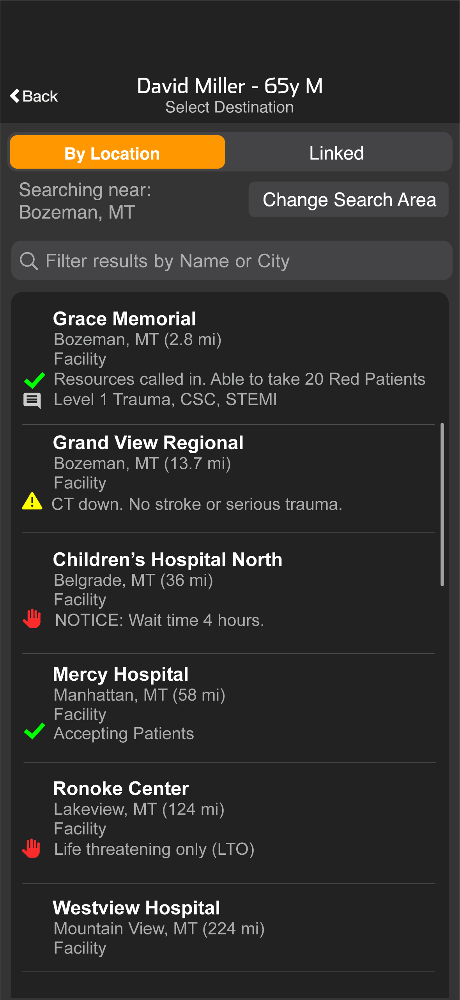 David Miller - 65y M
Back
Select Destination
By Location
Linked
Searching near:
Bozeman, MT
Change Search Area
Filter results by Name or City
Grace Memorial
Bozeman, MT (2.8 mi)
Facility
Resources called in. Able to take 20 Red Patients
Level 1 Trauma, CSC, STEMI
Grand View Regional
Bozeman, MT (13.7 mi)
Facility
CT down. No stroke or serious trauma.
Children’s Hospital North
Belgrade, MT (36 mi)
Facility
NOTICE: Wait time 4 hours.
Mercy Hospital
Manhattan, MT (58 mi)
Facility
Accepting Patients
Ronoke Center
Lakeview, MT (124 mi)
Facility
Life threatening only (LTO)
Westview Hospital
Mountain View, MT (224 mi)
Facility